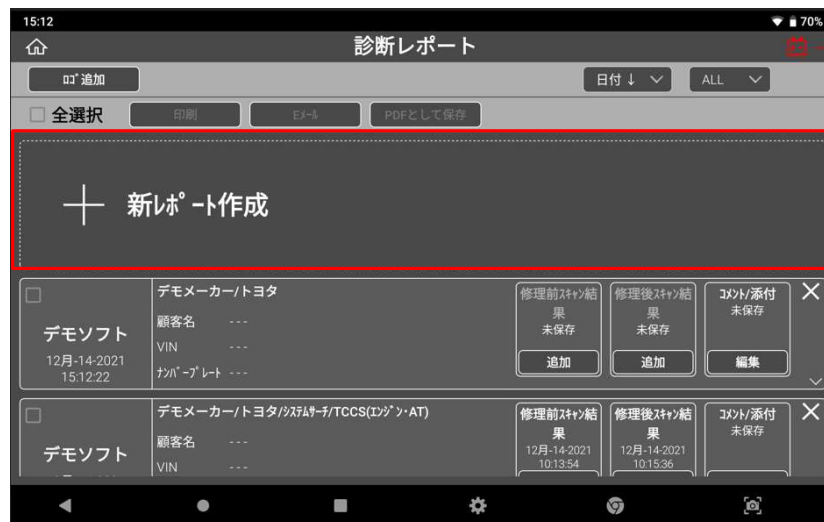 15:12 70%
診断レポート
ﾛｺﾞ追加 日付↓ ALL
全選択 印刷 Eﾒｰﾙ PDFとして保存
新ﾚﾎﾟｰﾄ作成
デモソフト
12月-14-2021
15:12:22
デモメーカー/トヨタ
顧客名 ---
VIN ---
ﾅﾝﾊﾞｰﾌﾟﾚｰﾄ ---
修理前ｽｷｬﾝ結果
未保存
追加
修理後ｽｷｬﾝ結果
未保存
追加
ｺﾒﾝﾄ/添付
未保存
編集
デモソフト
デモメーカー/トヨタ/ｼｽﾃﾑｻｰﾁ/TCCS(ｴﾝｼﾞﾝ･AT)
顧客名 ---
VIN ---
修理前ｽｷｬﾝ結果
12月-14-2021
10:13:54
修理後ｽｷｬﾝ結果
12月-14-2021
10:15:36
ｺﾒﾝﾄ/添付
未保存